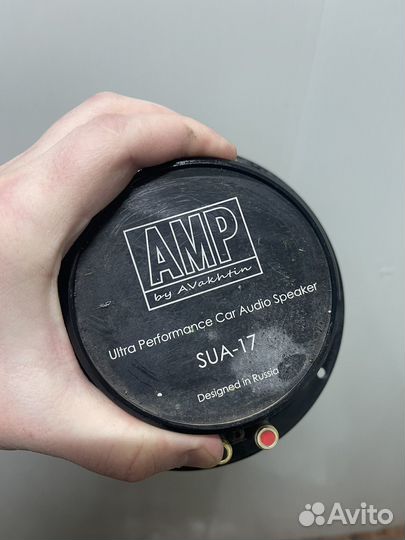 AMP
by AVakhtin
Ultra Performance Car Audio Speaker
SUA-17
Designed in Russia
Avito